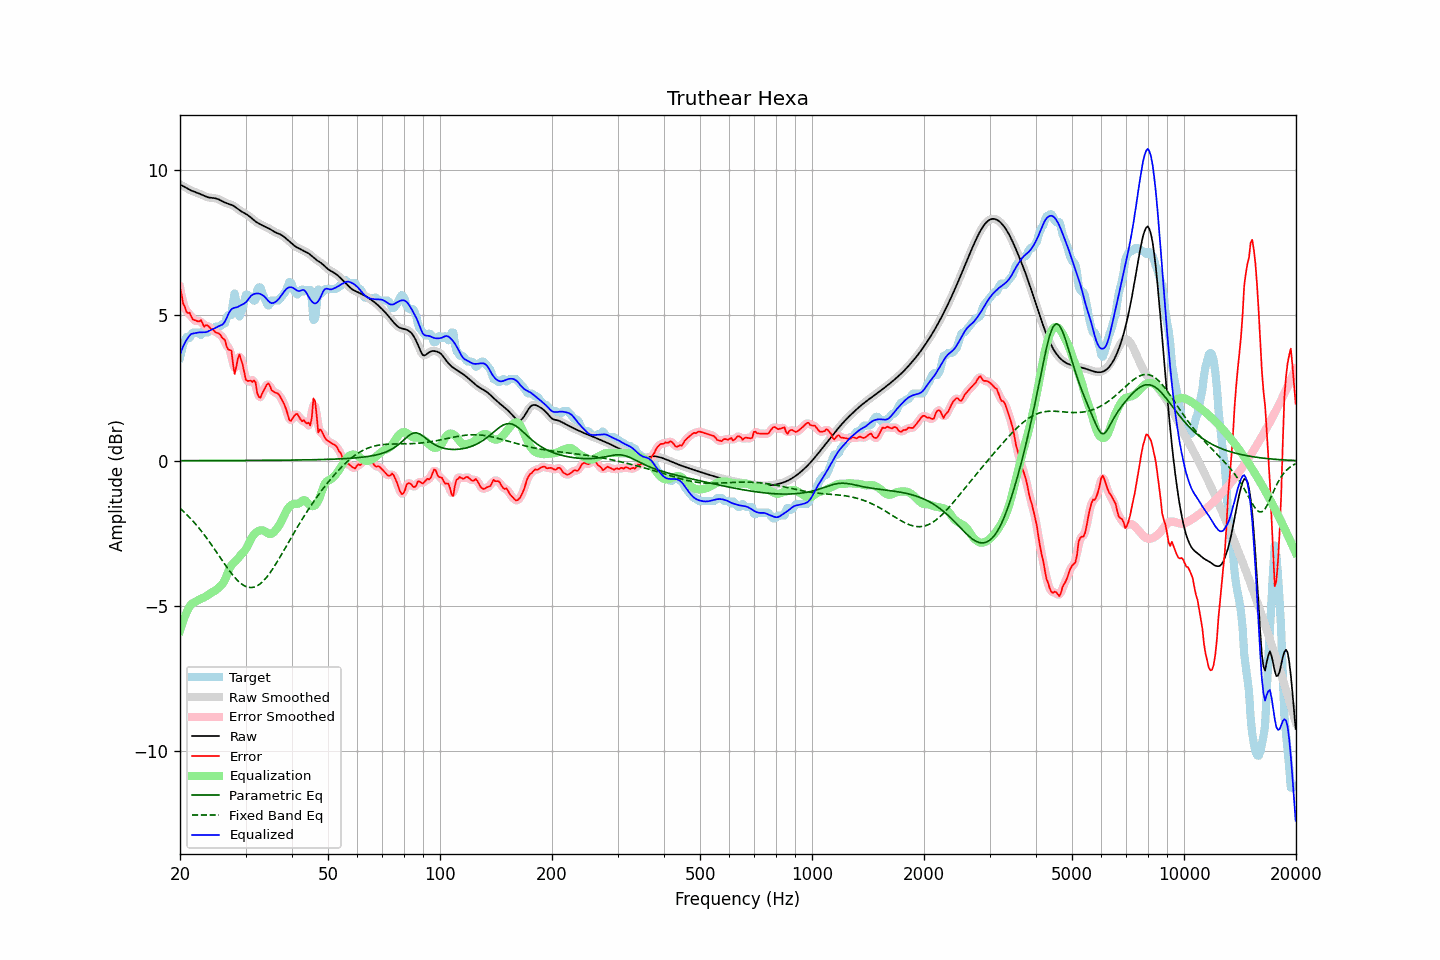 Truthear Hexa
Amplitude (dBr)
10
5
0
−5
−10
Target
Raw Smoothed
Error Smoothed
Raw
Error
Equalization
Parametric Eq
Fixed Band Eq
Equalized
20
50
100
200
500
1000
2000
5000
10000
20000
Frequency (Hz)